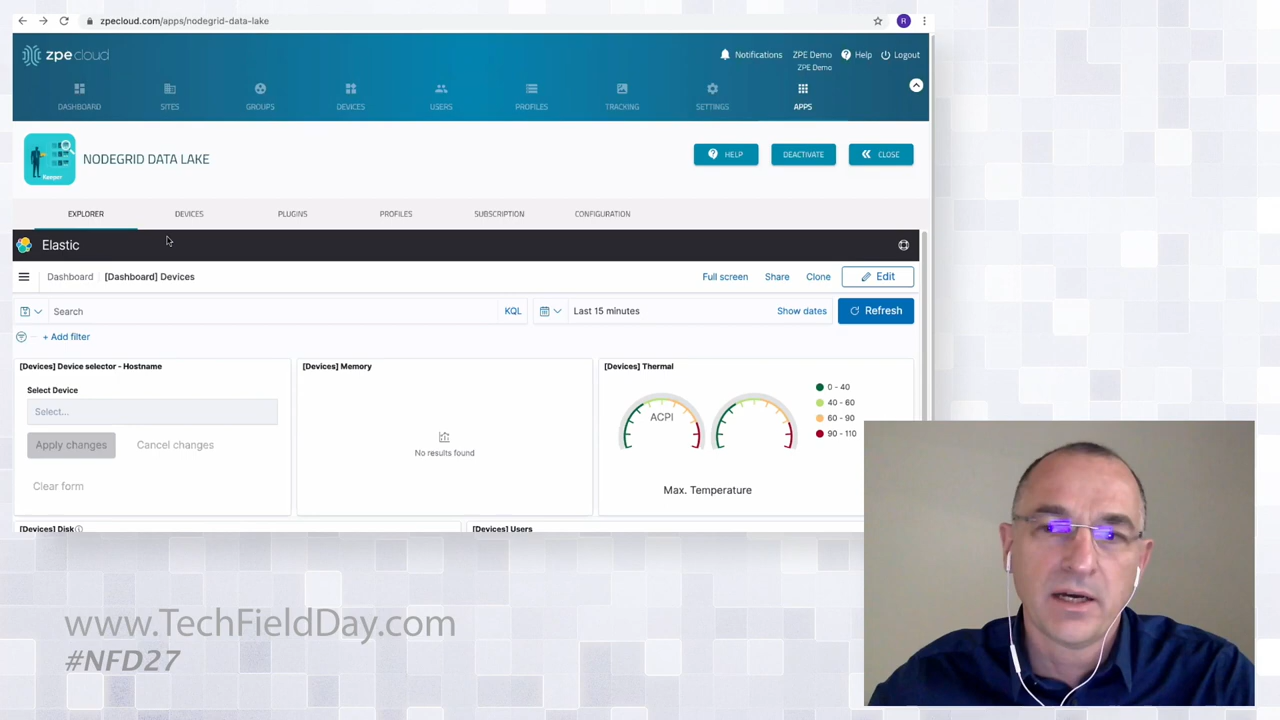 zpecloud.com/apps/nodegrid-data-lake
R
zpe cloud
Notifications
ZPE Demo
ZPE Demo
Help
Logout
DASHBOARD
SITES
GROUPS
DEVICES
USERS
PROFILES
TRACKING
SETTINGS
APPS
Keeper
NODEGRID DATA LAKE
HELP
DEACTIVATE
CLOSE
EXPLORER
DEVICES
PLUGINS
PROFILES
SUBSCRIPTION
CONFIGURATION
Elastic
Dashboard
[Dashboard] Devices
Full screen
Share
Clone
Edit
Search
KQL
Last 15 minutes
Show dates
Refresh
+ Add filter
[Devices] Device selector - Hostname
Select Device
Select...
Apply changes
Cancel changes
Clear form
[Devices] Memory
No results found
[Devices] Thermal
ACPI
0 - 40
40 - 60
60 - 90
90 - 110
Max. Temperature
[Devices] Disk
[Devices] Users
www.TechFieldDay.com
#NFD27